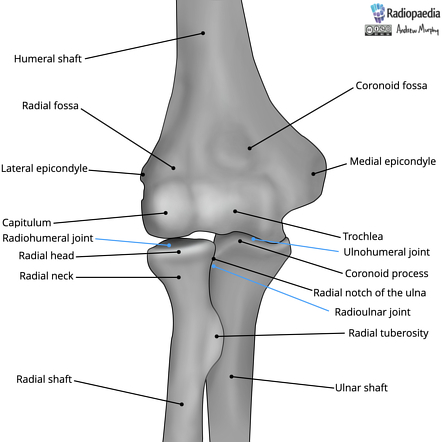 Radiopaedia
Andrew Murphy
Humeral shaft
Coronoid fossa
Radial fossa
Medial epicondyle
Lateral epicondyle
Capitulum
Trochlea
Radiohumeral joint
Ulnohumeral joint
Radial head
Coronoid process
Radial neck
Radial notch of the ulna
Radioulnar joint
Radial tuberosity
Radial shaft
Ulnar shaft